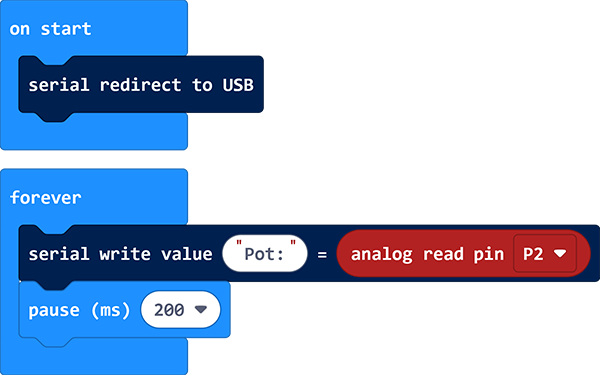 on start
serial redirect to USB
forever
serial write value "Pot:" = analog read pin P2
pause (ms) 200